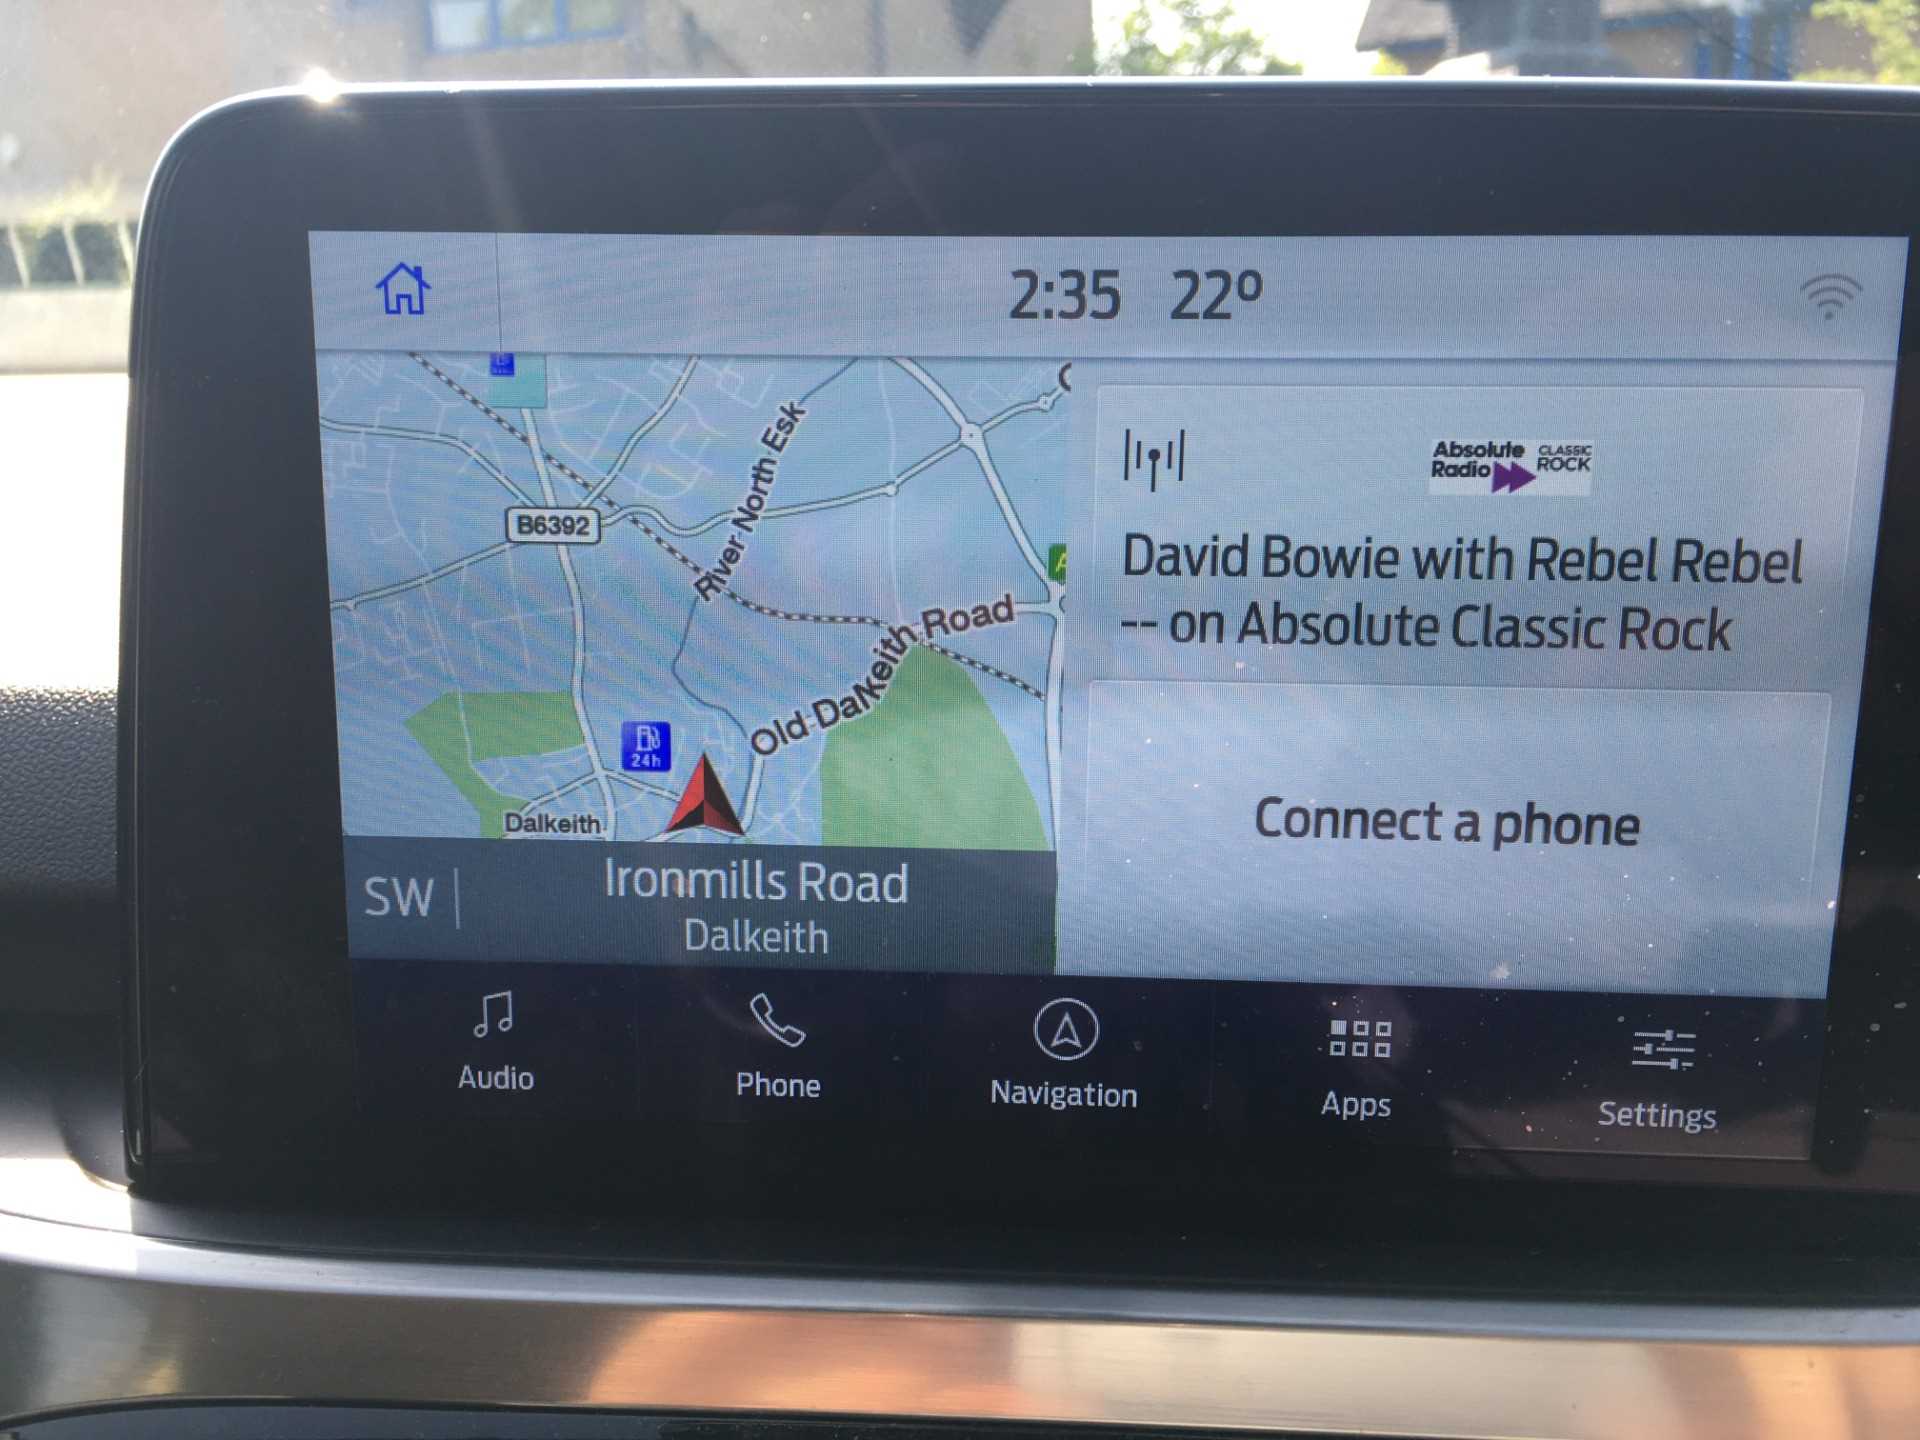 2:35 22º
River North Esk
B6392
A
Old Dalkeith Road
24h
Dalkeith
SW
Ironmills Road
Dalkeith
Absolute Radio
CLASSIC ROCK
David Bowie with Rebel Rebel
-- on Absolute Classic Rock
Connect a phone
Audio
Phone
Navigation
Apps
Settings